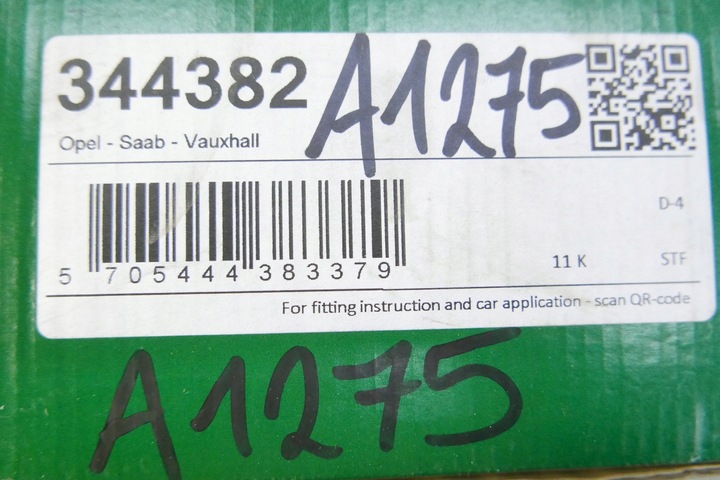 344382 A1275
Opel - Saab - Vauxhall
D-4
5 705444 383379
11 K STF
For fitting instruction and car application - scan QR-code
A1275